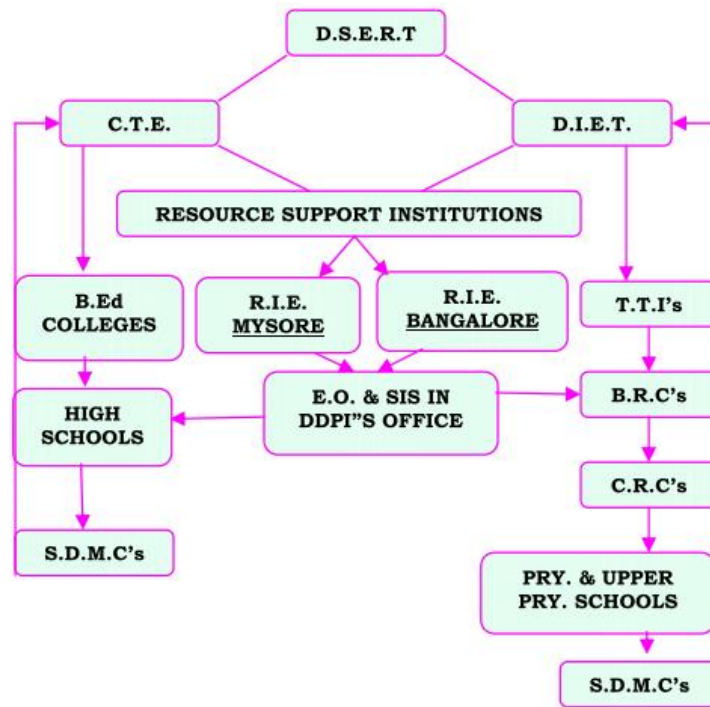 D.S.E.R.T
C.T.E.
D.I.E.T.
RESOURCE SUPPORT INSTITUTIONS
B.Ed
COLLEGES
R.I.E.
MYSORE
R.I.E.
BANGALORE
T.T.I's
HIGH
SCHOOLS
E.O. & SIS IN
DDPI"S OFFICE
B.R.C's
C.R.C's
S.D.M.C's
PRY. & UPPER
PRY. SCHOOLS
S.D.M.C's